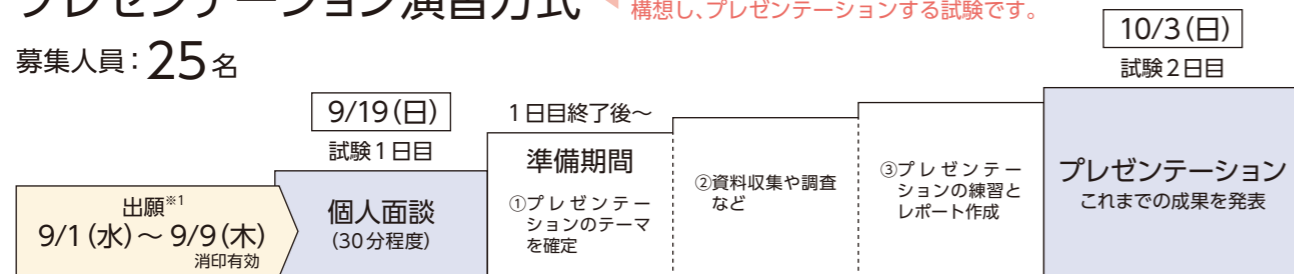 プレゼンテーション演習方式
構想し、プレゼンテーションする試験です。
募集人員：25名
9/19（日）
試験1日目
1日目終了後～
10/3（日）
試験2日目
出願※1
9/1（水）～ 9/9（木）
消印有効
個人面談
（30分程度）
準備期間
①プレゼンテー
ションのテーマ
を確定
②資料収集や調査
など
③プレゼンテー
ションの練習と
レポート作成
プレゼンテーション
これまでの成果を発表